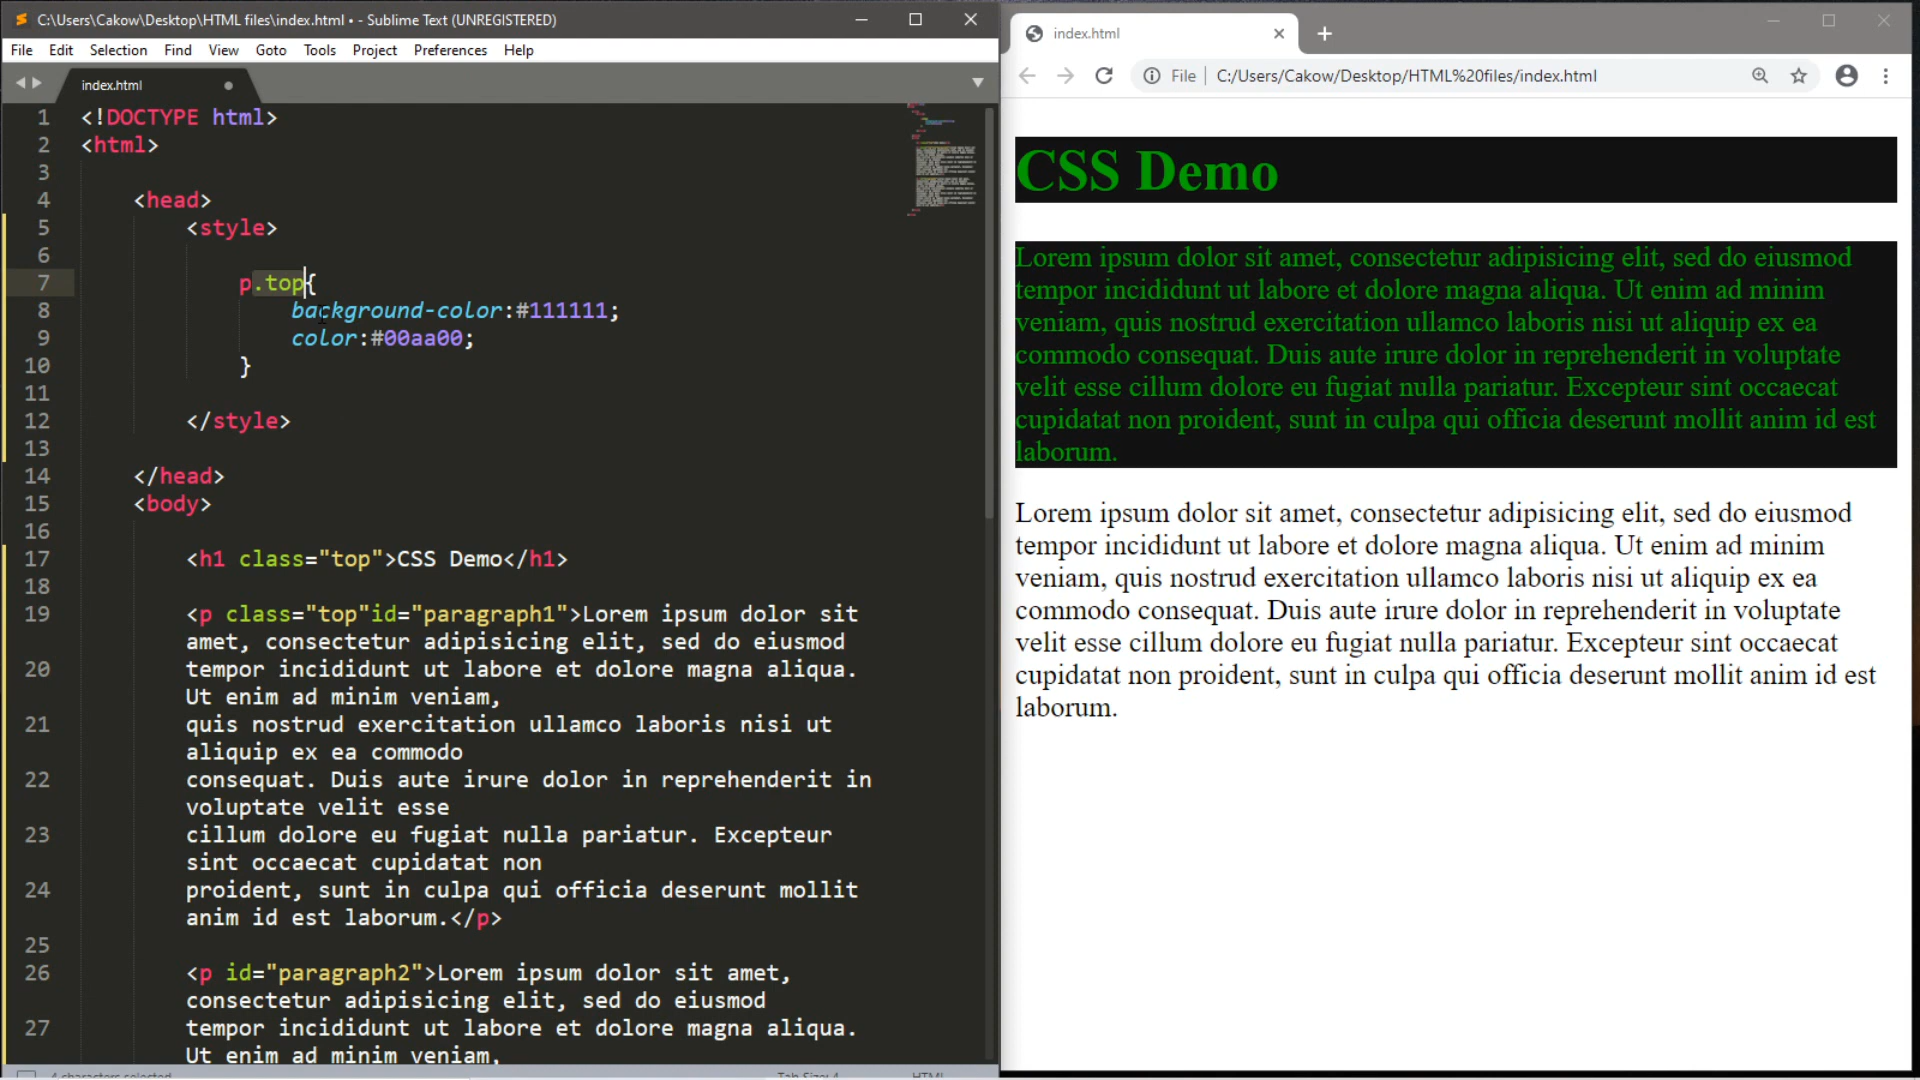 C:\Users\Cakow\Desktop\HTML files\index.html • - Sublime Text (UNREGISTERED)
File Edit Selection Find View Goto Tools Project Preferences Help
index.html
1 <!DOCTYPE html>
2 <html>
3
4 <head>
5 <style>
6
7 p.top{
8 background-color:#111111;
9 color:#00aa00;
10 }
11
12 </style>
13
14 </head>
15 <body>
16
17 <h1 class="top">CSS Demo</h1>
18
19 <p class="top"id="paragraph1">Lorem ipsum dolor sit
amet, consectetur adipisicing elit, sed do eiusmod
20 tempor incididunt ut labore et dolore magna aliqua.
Ut enim ad minim veniam,
21 quis nostrud exercitation ullamco laboris nisi ut
aliquip ex ea commodo
22 consequat. Duis aute irure dolor in reprehenderit in
voluptate velit esse
23 cillum dolore eu fugiat nulla pariatur. Excepteur
sint occaecat cupidatat non
24 proident, sunt in culpa qui officia deserunt mollit
anim id est laborum.</p>
25
26 <p id="paragraph2">Lorem ipsum dolor sit amet,
consectetur adipisicing elit, sed do eiusmod
27 tempor incididunt ut labore et dolore magna aliqua.
Ut enim ad minim veniam,
4 characters selected Tab Size: 4 HTML
index.html
File C:/Users/Cakow/Desktop/HTML%20files/index.html
CSS Demo
Lorem ipsum dolor sit amet, consectetur adipisicing elit, sed do eiusmod
tempor incididunt ut labore et dolore magna aliqua. Ut enim ad minim
veniam, quis nostrud exercitation ullamco laboris nisi ut aliquip ex ea
commodo consequat. Duis aute irure dolor in reprehenderit in voluptate
velit esse cillum dolore eu fugiat nulla pariatur. Excepteur sint occaecat
cupidatat non proident, sunt in culpa qui officia deserunt mollit anim id est
laborum.
Lorem ipsum dolor sit amet, consectetur adipisicing elit, sed do eiusmod
tempor incididunt ut labore et dolore magna aliqua. Ut enim ad minim
veniam, quis nostrud exercitation ullamco laboris nisi ut aliquip ex ea
commodo consequat. Duis aute irure dolor in reprehenderit in voluptate
velit esse cillum dolore eu fugiat nulla pariatur. Excepteur sint occaecat
cupidatat non proident, sunt in culpa qui officia deserunt mollit anim id est
laborum.